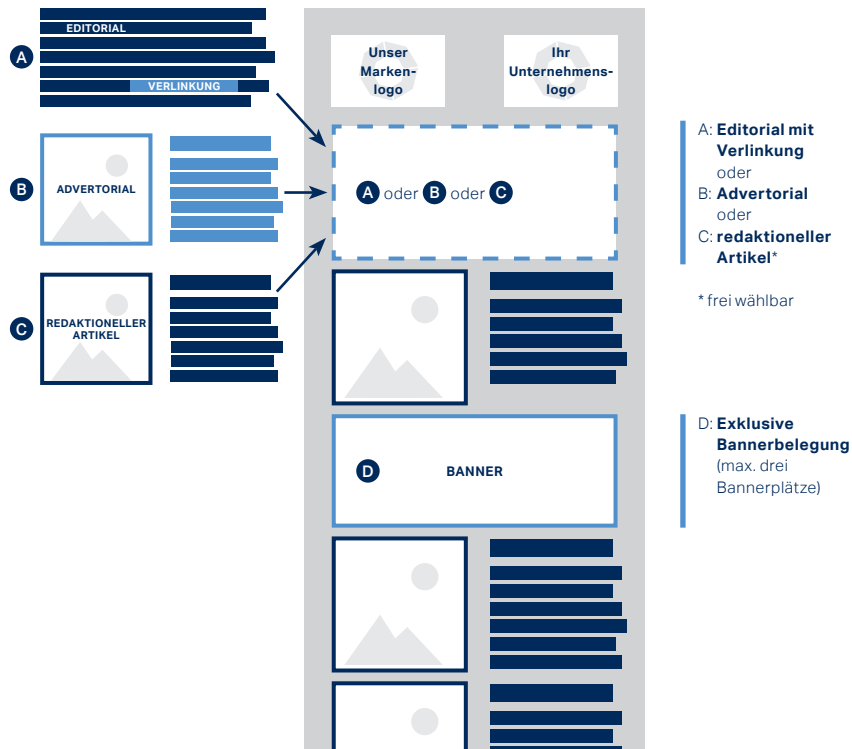 A
EDITORIAL
VERLINKUNG
B
ADVERTORIAL
C
REDAKTIONELLER
ARTIKEL
Unser
Marken-
logo
Ihr
Unternehmens-
logo
A oder B oder C
D
BANNER
A: Editorial mit
Verlinkung
oder
B: Advertorial
oder
C: redaktioneller
Artikel*
* frei wählbar
D: Exklusive
Bannerbelegung
(max. drei
Bannerplätze)